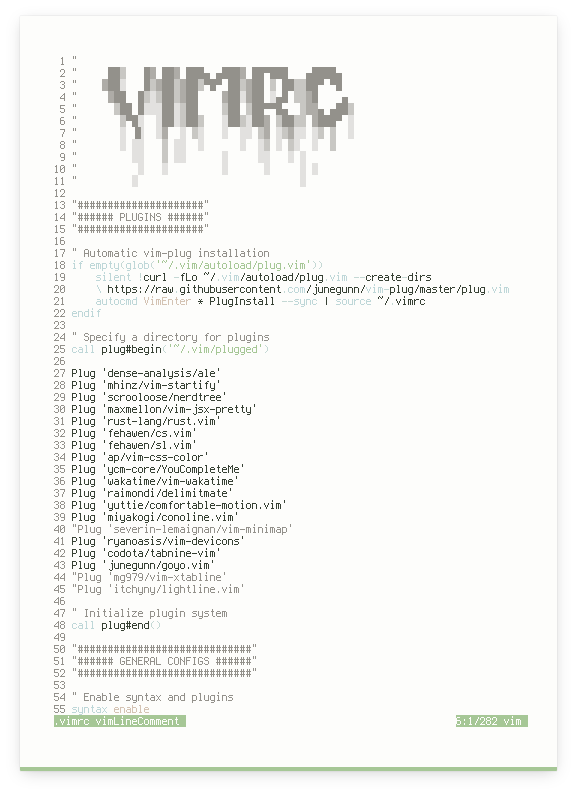 1 "
2 "
3 "
4 "
5 "
6 "
7 "
8 "
9 "
10 "
11 "
VIMRC
12
13 "#####################"
14 "###### PLUGINS ######"
15 "#####################"
16
17 " Automatic vim-plug installation
18 if empty(glob('~/.vim/autoload/plug.vim'))
19     silent !curl -fLo ~/.vim/autoload/plug.vim --create-dirs
20     \ https://raw.githubusercontent.com/junegunn/vim-plug/master/plug.vim
21     autocmd VimEnter * PlugInstall --sync | source ~/.vimrc
22 endif
23
24 " Specify a directory for plugins
25 call plug#begin('~/.vim/plugged')
26
27 Plug 'dense-analysis/ale'
28 Plug 'mhinz/vim-startify'
29 Plug 'scrooloose/nerdtree'
30 Plug 'maxmellon/vim-jsx-pretty'
31 Plug 'rust-lang/rust.vim'
32 Plug 'fehawen/cs.vim'
33 Plug 'fehawen/sl.vim'
34 Plug 'ap/vim-css-color'
35 Plug 'ycm-core/YouCompleteMe'
36 Plug 'wakatime/vim-wakatime'
37 Plug 'raimondi/delimitmate'
38 Plug 'yuttie/comfortable-motion.vim'
39 Plug 'miyakogi/conoline.vim'
40 "Plug 'severin-lemaignan/vim-minimap'
41 Plug 'ryanoasis/vim-devicons'
42 Plug 'codota/tabnine-vim'
43 Plug 'junegunn/goyo.vim'
44 "Plug 'mg979/vim-xtabline'
45 "Plug 'itchyny/lightline.vim'
46
47 " Initialize plugin system
48 call plug#end()
49
50 "#############################"
51 "###### GENERAL CONFIGS ######"
52 "#############################"
53
54 " Enable syntax and plugins
55 syntax enable
.vimrc vimLineComment 6:1/282 vim